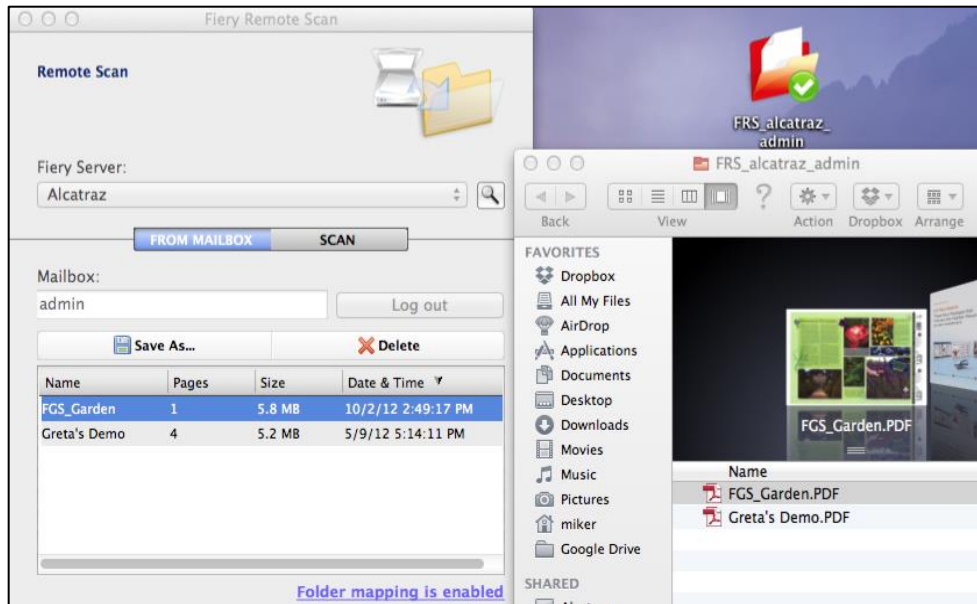 Fiery Remote Scan
Remote Scan
Fiery Server:
Alcatraz
FROM MAILBOX SCAN
Mailbox:
admin Log out
Save As... Delete
Name Pages Size Date & Time
FGS_Garden 1 5.8 MB 10/2/12 2:49:17 PM
Greta's Demo 4 5.2 MB 5/9/12 5:14:11 PM
Folder mapping is enabled
FRS_alcatraz_
admin
FRS_alcatraz_admin
Back View Action Dropbox Arrange
FAVORITES
Dropbox
All My Files
AirDrop
Applications
Documents
Desktop
Downloads
Movies
Music
Pictures
miker
Google Drive
SHARED
FGS_Garden.PDF
Name
FGS_Garden.PDF
Greta's Demo.PDF